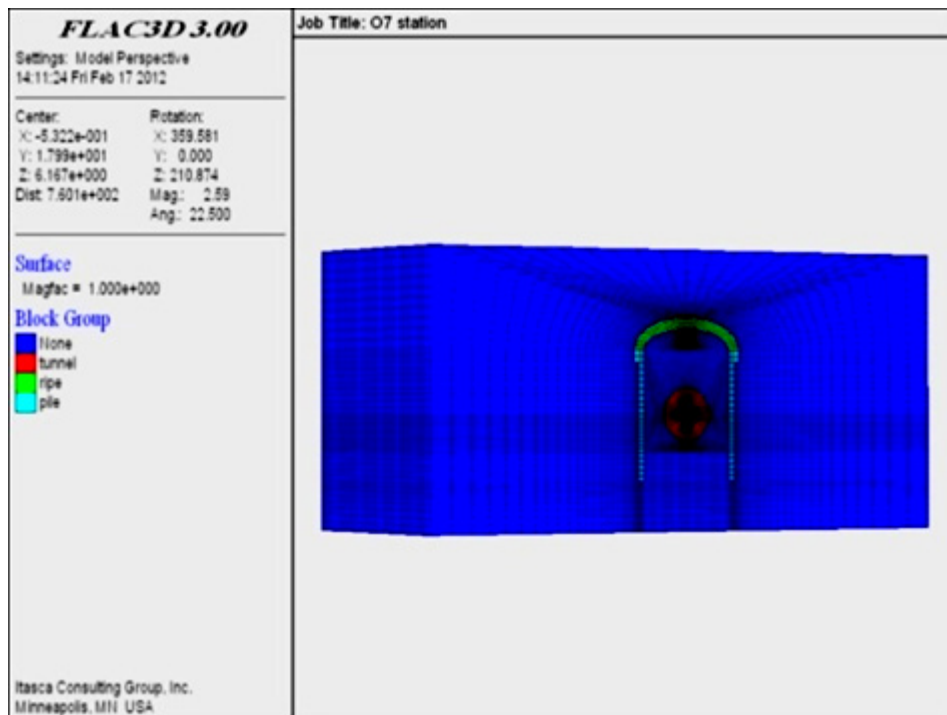 FLAC3D 3.00
Settings: Model Perspective
14:11:24 Fri Feb 17 2012
Center:
X: -5.322e-001
Y: 1.799e+001
Z: 6.167e+000
Dist: 7.601e+002
Rotation:
X: 359.581
Y: 0.000
Z: 210.874
Mag.: 2.59
Ang.: 22.500
Surface
Magfac = 1.000e+000
Block Group
None
tunnel
ripe
pile
Itasca Consulting Group, Inc.
Minneapolis, MN USA
Job Title: O7 station